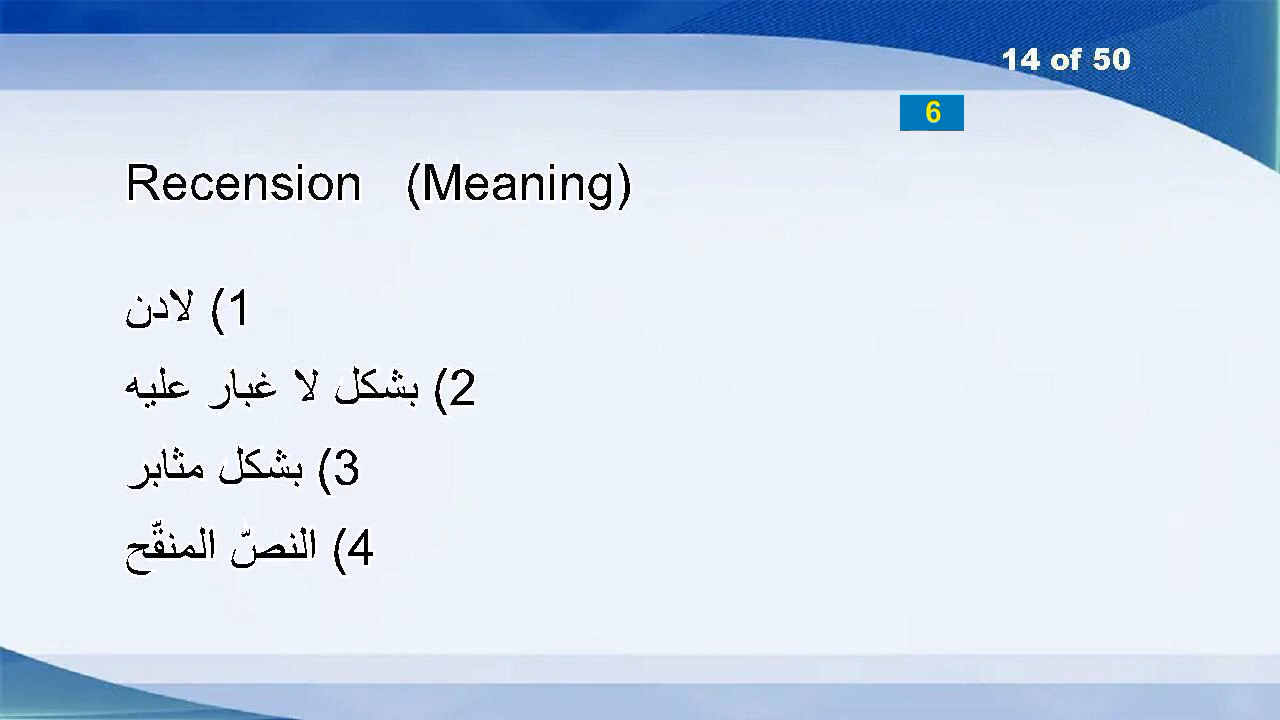 14 of 50
6
Recension (Meaning)
1) لادن
2) بشكل لا غبار عليه
3) بشكل مثابر
4) النصّ المنقّح